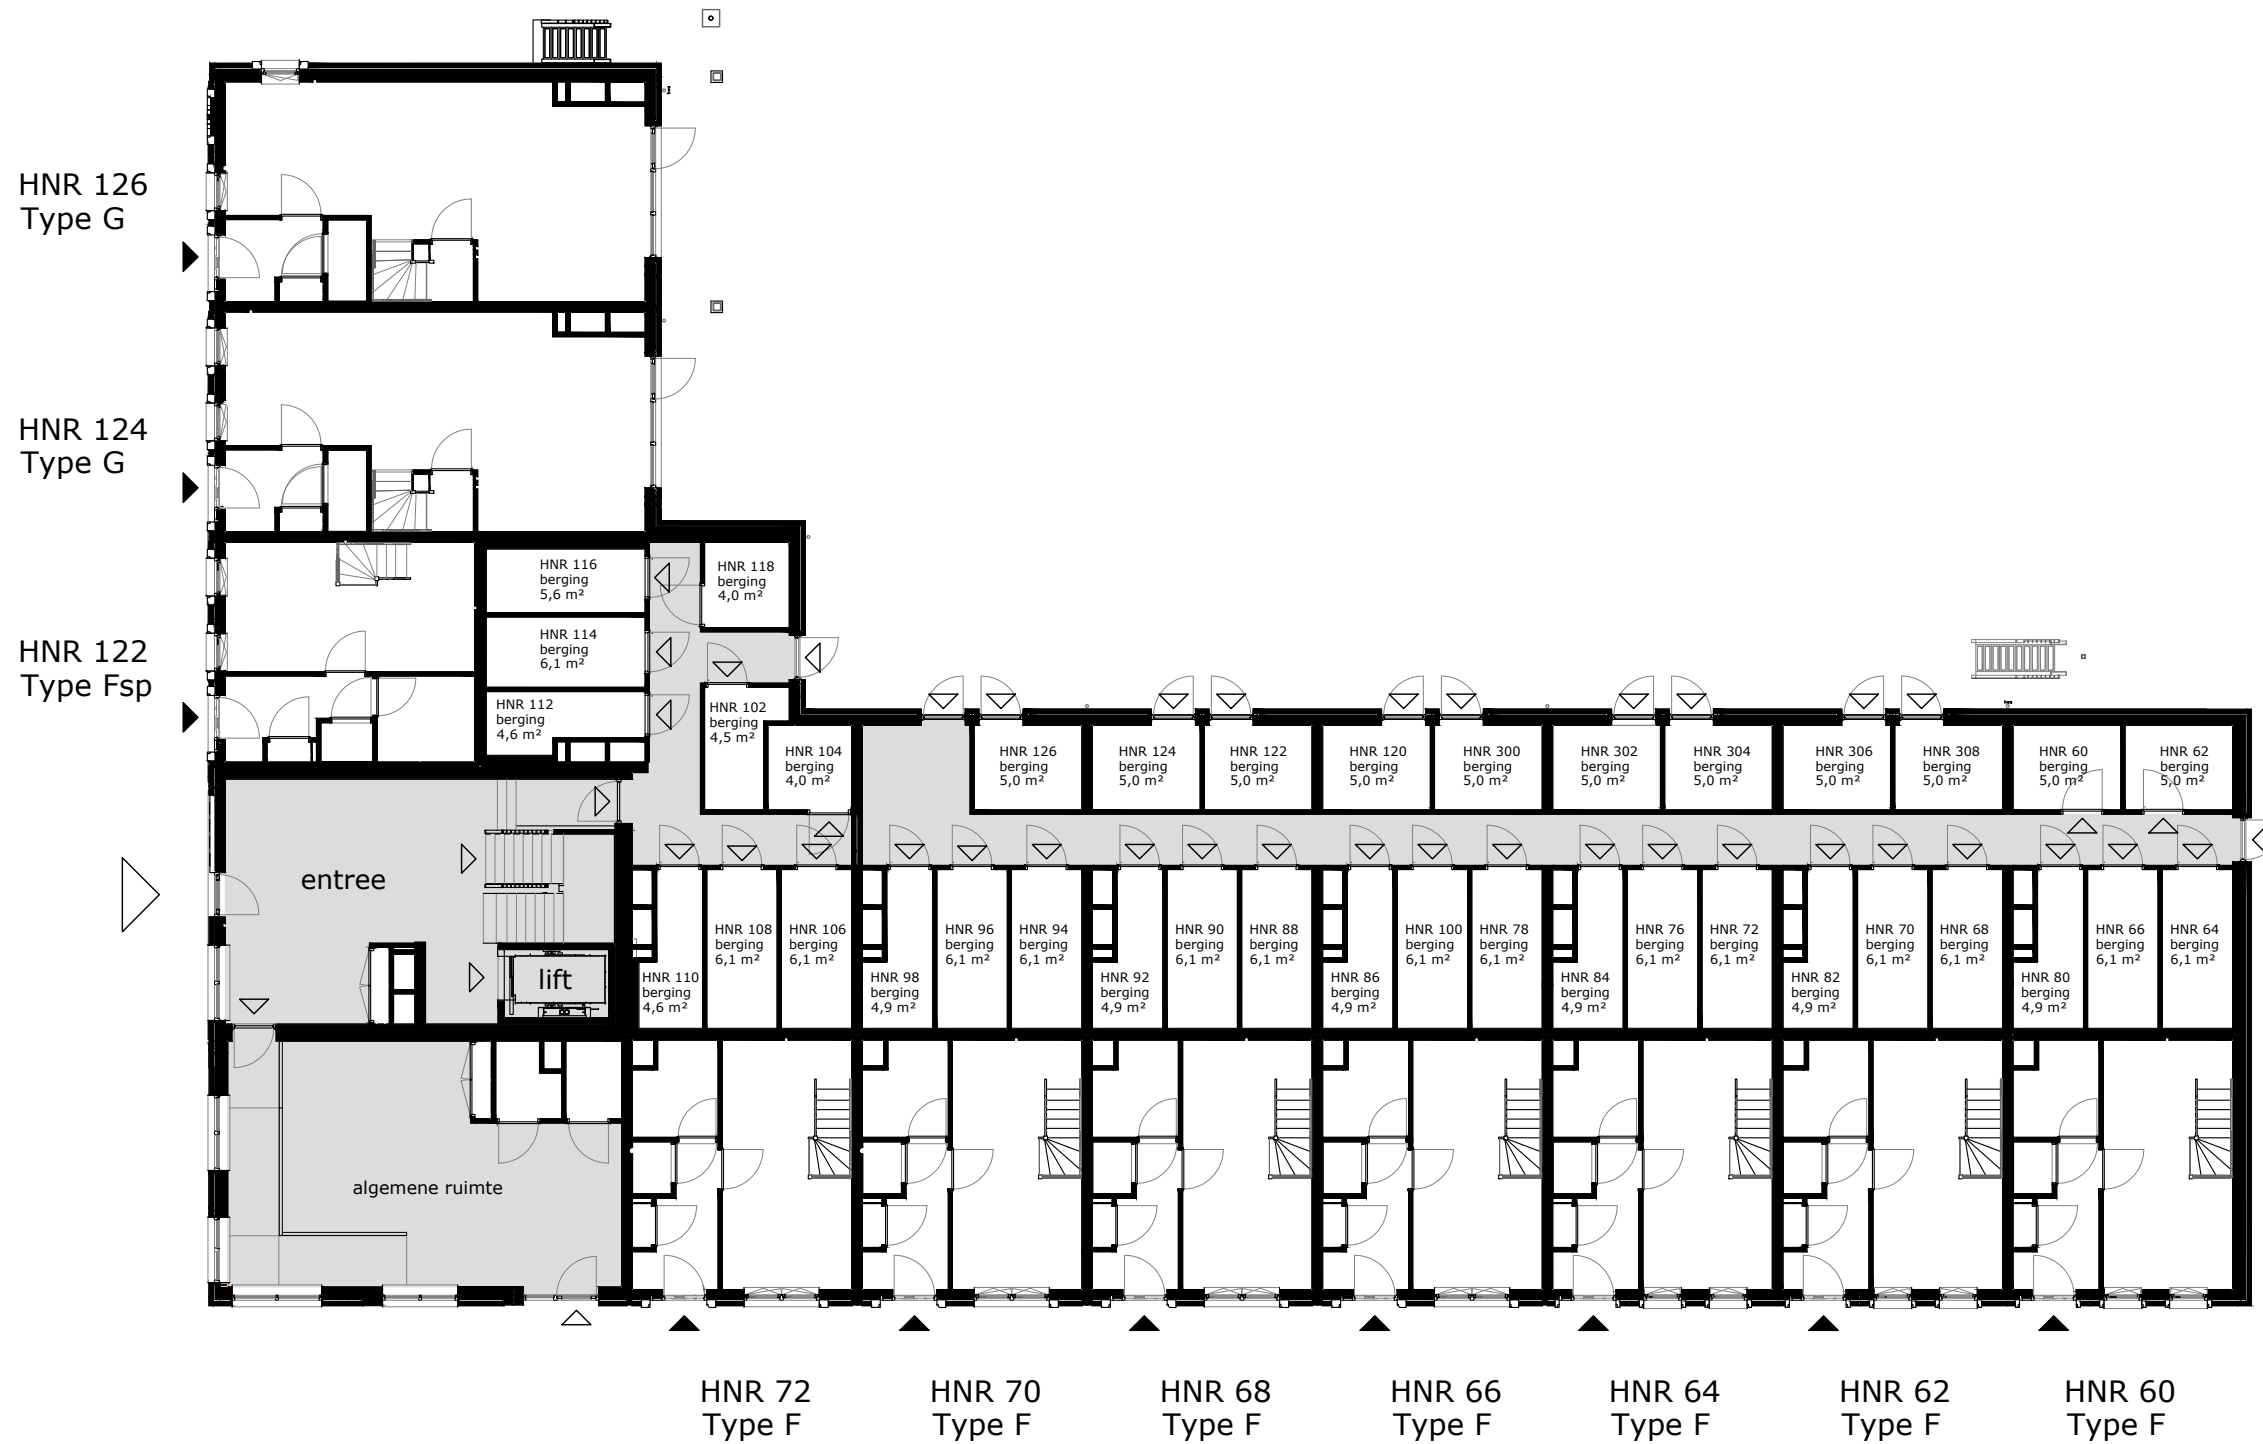 HNR 126
Type G
HNR 124
Type G
HNR 122
Type Fsp
HNR 116
berging
5,6 m²
HNR 118
berging
4,0 m²
HNR 114
berging
6,1 m²
HNR 112
berging
4,6 m²
HNR 102
berging
4,5 m²
HNR 104
berging
4,0 m²
HNR 126
berging
5,0 m²
HNR 124
berging
5,0 m²
HNR 122
berging
5,0 m²
HNR 120
berging
5,0 m²
HNR 300
berging
5,0 m²
HNR 302
berging
5,0 m²
HNR 304
berging
5,0 m²
HNR 306
berging
5,0 m²
HNR 308
berging
5,0 m²
HNR 60
berging
5,0 m²
HNR 62
berging
5,0 m²
entree
lift
HNR 110
berging
4,6 m²
HNR 108
berging
6,1 m²
HNR 106
berging
6,1 m²
HNR 98
berging
4,9 m²
HNR 96
berging
6,1 m²
HNR 94
berging
6,1 m²
HNR 92
berging
4,9 m²
HNR 90
berging
6,1 m²
HNR 88
berging
6,1 m²
HNR 86
berging
4,9 m²
HNR 100
berging
6,1 m²
HNR 78
berging
6,1 m²
HNR 84
berging
4,9 m²
HNR 76
berging
6,1 m²
HNR 72
berging
6,1 m²
HNR 82
berging
4,9 m²
HNR 70
berging
6,1 m²
HNR 68
berging
6,1 m²
HNR 80
berging
4,9 m²
HNR 66
berging
6,1 m²
HNR 64
berging
6,1 m²
algemene ruimte
HNR 72
Type F
HNR 70
Type F
HNR 68
Type F
HNR 66
Type F
HNR 64
Type F
HNR 62
Type F
HNR 60
Type F